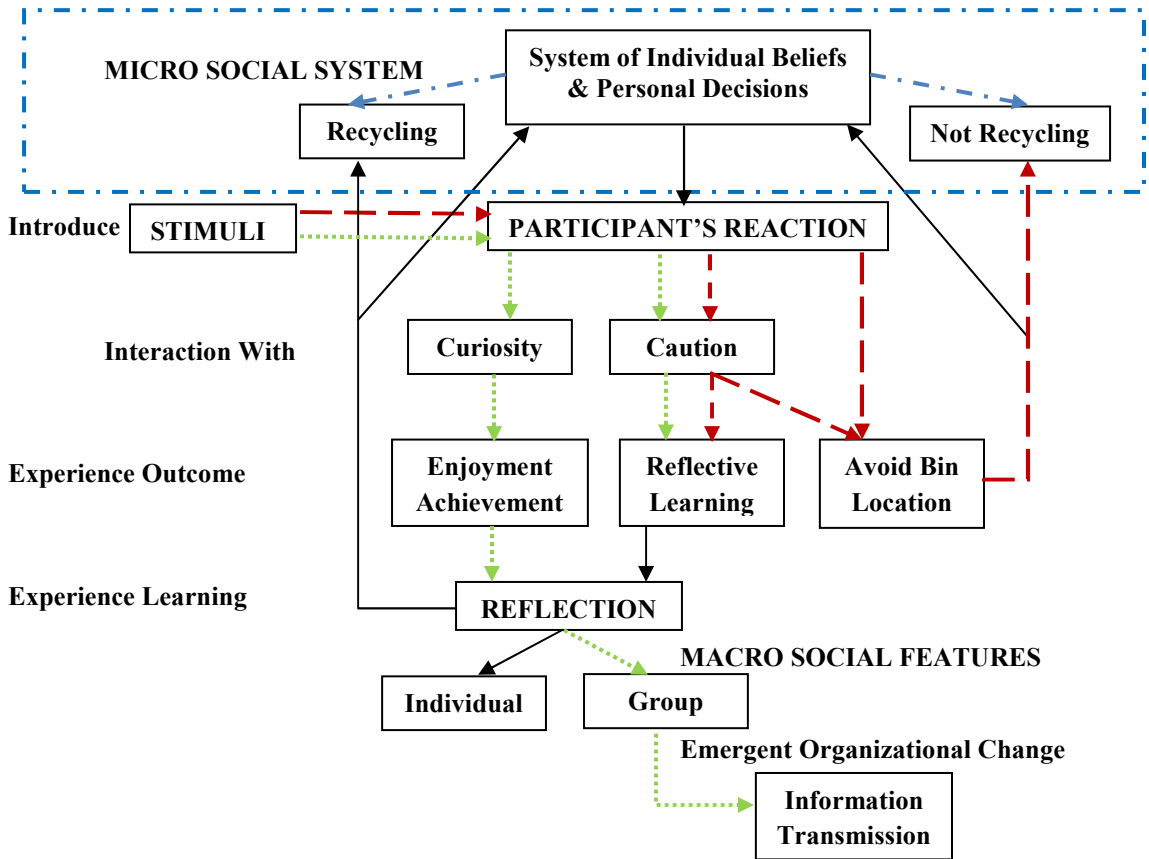 System of Individual Beliefs
& Personal Decisions
MICRO SOCIAL SYSTEM
Recycling
Not Recycling
Introduce
STIMULI
PARTICIPANT’S REACTION
Interaction With
Curiosity
Caution
Experience Outcome
Enjoyment
Achievement
Reflective
Learning
Avoid Bin
Location
Experience Learning
REFLECTION
MACRO SOCIAL FEATURES
Individual
Group
Emergent Organizational Change
Information
Transmission